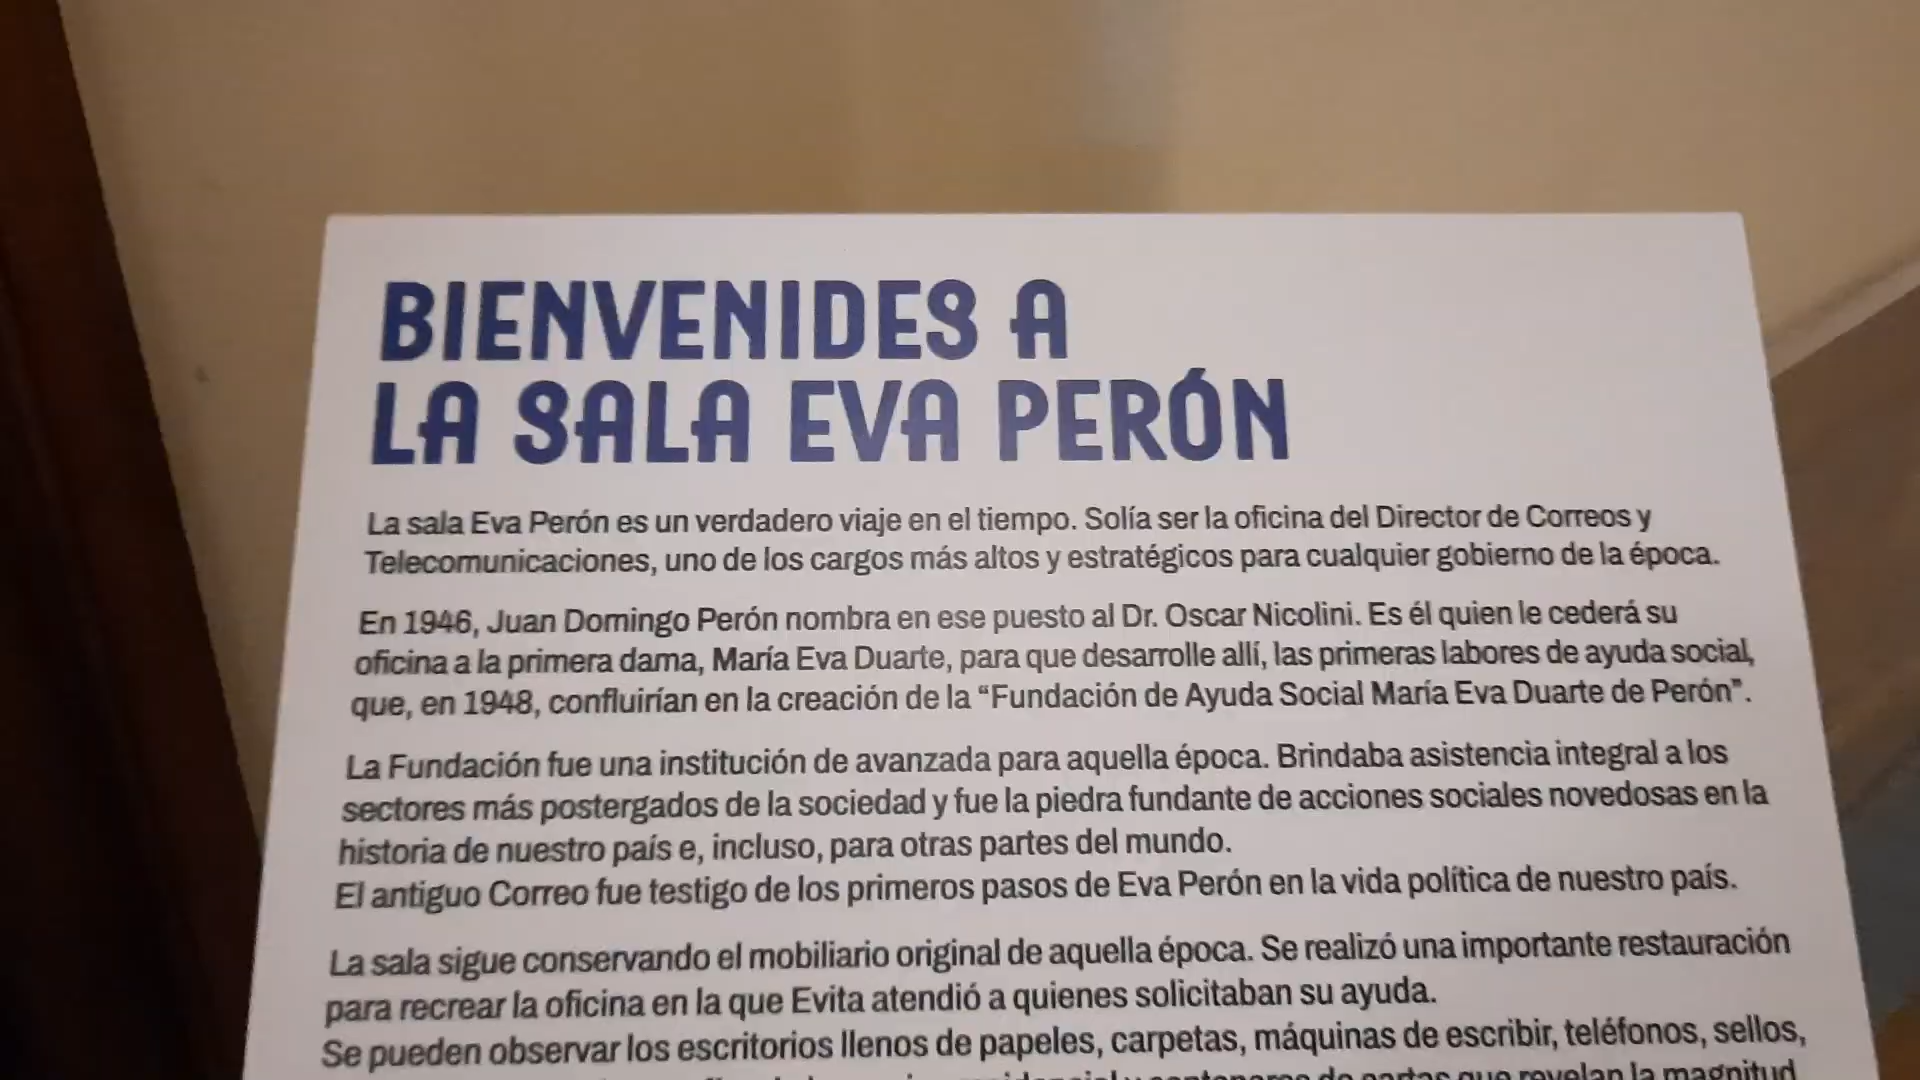 BIENVENIDES A
LA SALA EVA PERÓN
La sala Eva Perón es un verdadero viaje en el tiempo. Solía ser la oficina del Director de Correos y
Telecomunicaciones, uno de los cargos más altos y estratégicos para cualquier gobierno de la época.
En 1946, Juan Domingo Perón nombra en ese puesto al Dr. Oscar Nicolini. Es él quien le cederá su
oficina a la primera dama, María Eva Duarte, para que desarrolle allí, las primeras labores de ayuda social,
que, en 1948, confluirían en la creación de la “Fundación de Ayuda Social María Eva Duarte de Perón”.
La Fundación fue una institución de avanzada para aquella época. Brindaba asistencia integral a los
sectores más postergados de la sociedad y fue la piedra fundante de acciones sociales novedosas en la
historia de nuestro país e, incluso, para otras partes del mundo.
El antiguo Correo fue testigo de los primeros pasos de Eva Perón en la vida política de nuestro país.
La sala sigue conservando el mobiliario original de aquella época. Se realizó una importante restauración
para recrear la oficina en la que Evita atendió a quienes solicitaban su ayuda.
Se pueden observar los escritorios llenos de papeles, carpetas, máquinas de escribir, teléfonos, sellos,
y centenares de cartas que revelan la magnitud